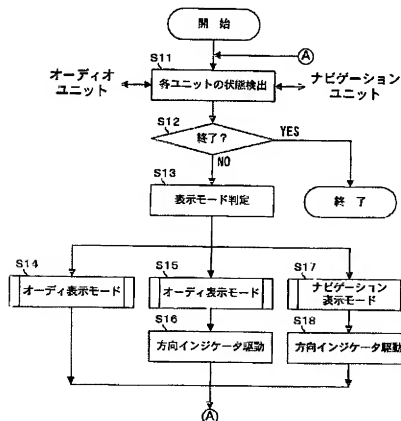 開始
A
S11
オーディオ
ユニット
各ユニットの状態検出
ナビゲーション
ユニット
S12
終了?
YES
NO
S13
表示モード判定
終了
S14
オーディ表示モード
S15
オーディ表示モード
S17
ナビゲーション
表示モード
S16
方向インジケータ駆動
S18
方向インジケータ駆動
A